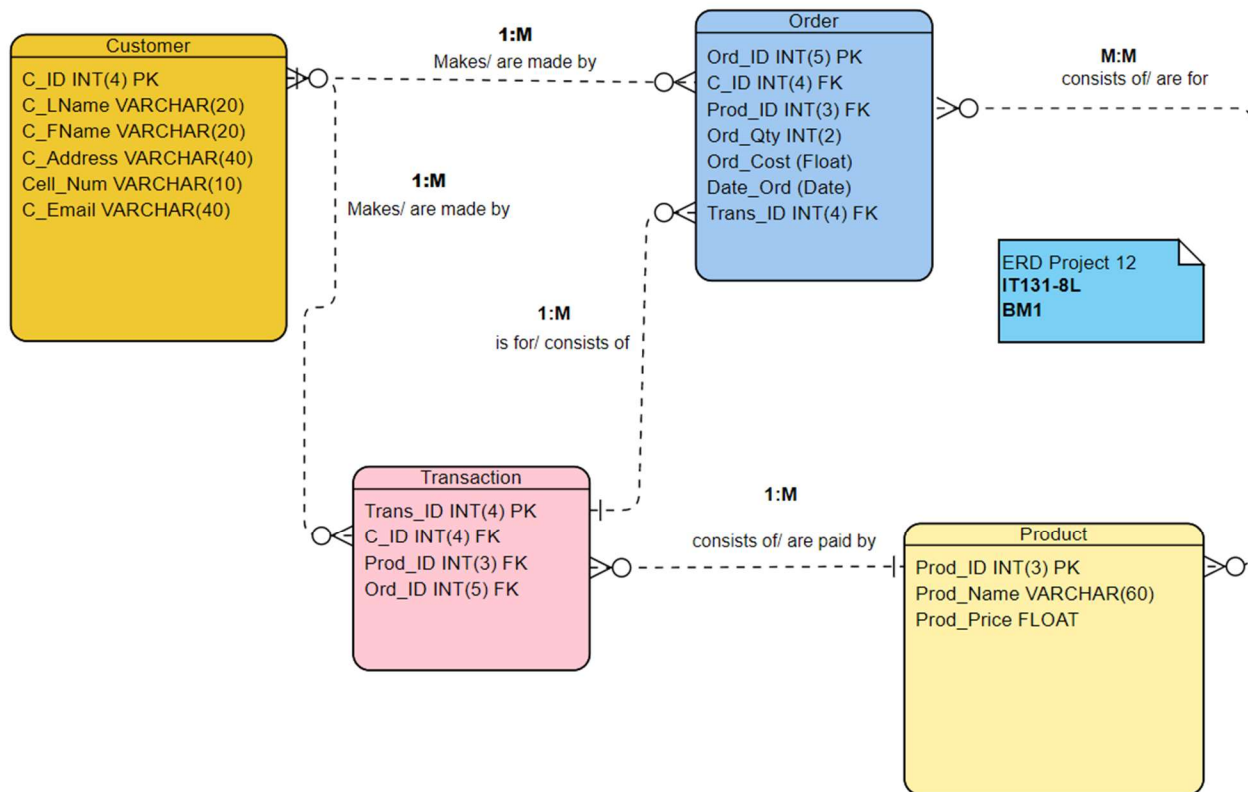 Customer
C_ID INT(4) PK
C_LName VARCHAR(20)
C_FName VARCHAR(20)
C_Address VARCHAR(40)
Cell_Num VARCHAR(10)
C_Email VARCHAR(40)
1:M
Makes/ are made by
Order
Ord_ID INT(5) PK
C_ID INT(4) FK
Prod_ID INT(3) FK
Ord_Qty INT(2)
Ord_Cost (Float)
Date_Ord (Date)
Trans_ID INT(4) FK
M:M
consists of/ are for
1:M
Makes/ are made by
ERD Project 12
IT131-8L
BM1
1:M
is for/ consists of
Transaction
Trans_ID INT(4) PK
C_ID INT(4) FK
Prod_ID INT(3) FK
Ord_ID INT(5) FK
1:M
consists of/ are paid by
Product
Prod_ID INT(3) PK
Prod_Name VARCHAR(60)
Prod_Price FLOAT